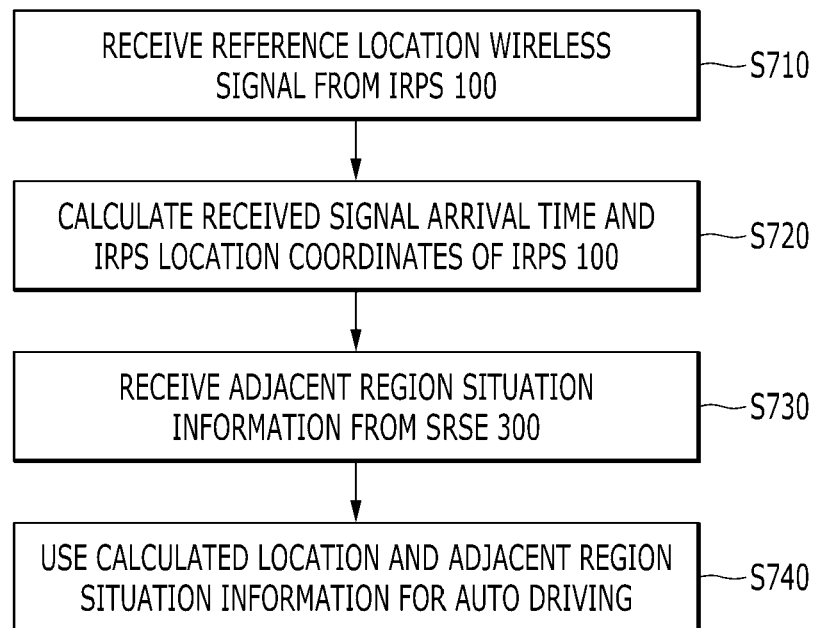 RECEIVE REFERENCE LOCATION WIRELESS
SIGNAL FROM IRPS 100
S710
CALCULATE RECEIVED SIGNAL ARRIVAL TIME AND
IRPS LOCATION COORDINATES OF IRPS 100
S720
RECEIVE ADJACENT REGION SITUATION
INFORMATION FROM SRSE 300
S730
USE CALCULATED LOCATION AND ADJACENT REGION
SITUATION INFORMATION FOR AUTO DRIVING
S740